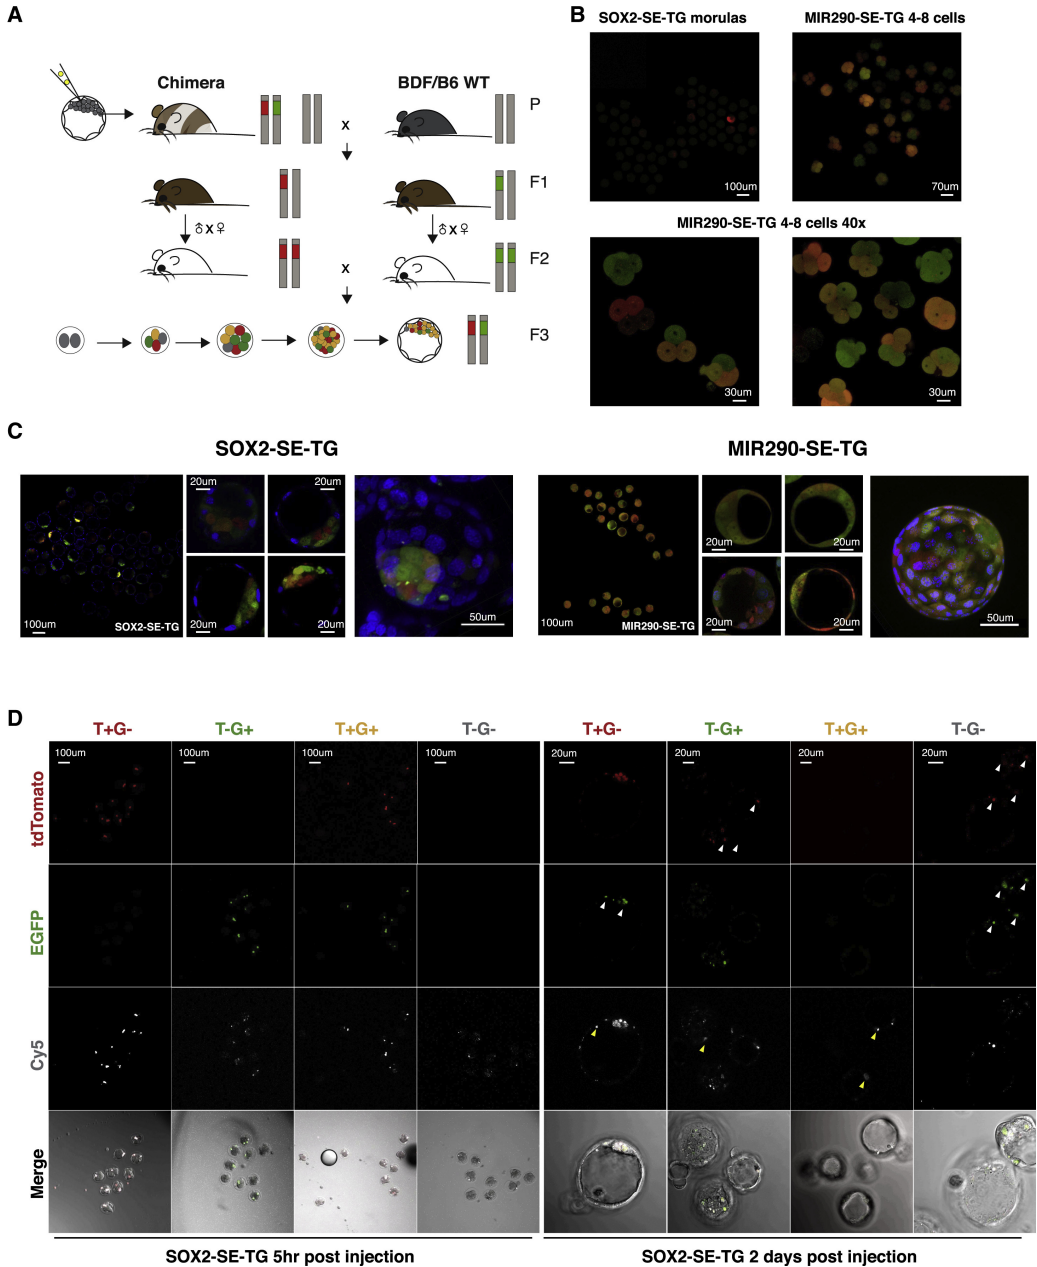 A
Chimera
BDF/B6 WT
P
x
F1
♂x♀
♂x♀
F2
x
F3
B
SOX2-SE-TG morulas
MIR290-SE-TG 4-8 cells
100um
70um
MIR290-SE-TG 4-8 cells 40x
30um
30um
C
SOX2-SE-TG
MIR290-SE-TG
20um
20um
20um
20um
100um
SOX2-SE-TG
20um
20um
50um
100um
MIR290-SE-TG
20um
20um
50um
D
T+G-
T-G+
T+G+
T-G-
T+G-
T-G+
T+G+
T-G-
100um
100um
100um
100um
20um
20um
20um
20um
tdTomato
EGFP
Cy5
Merge
SOX2-SE-TG 5hr post injection
SOX2-SE-TG 2 days post injection